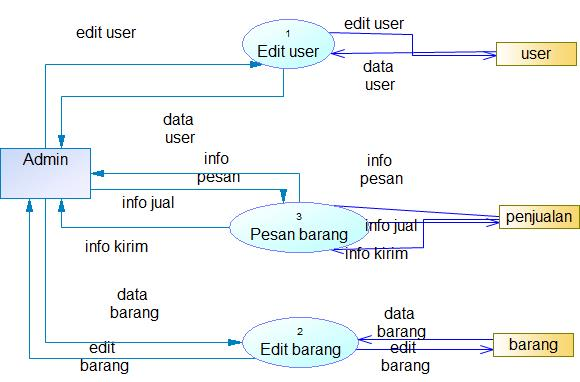 edit user
1
Edit user
edit user
user
data
user
data
user
Admin
info
pesan
info
pesan
info jual
3
Pesan barang
info jual
penjualan
info kirim
info kirim
data
barang
2
Edit barang
data
barang
barang
edit
barang
edit
barang